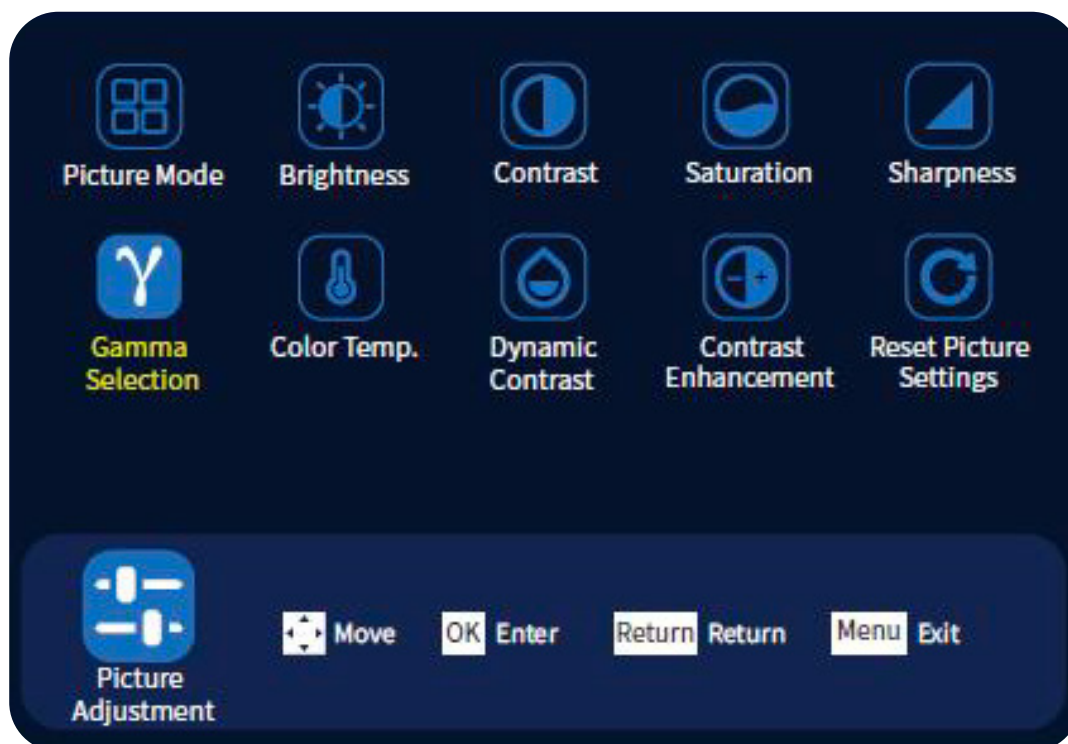 Picture Mode
Brightness
Contrast
Saturation
Sharpness
γ
Gamma
Selection
Color Temp.
Dynamic
Contrast
Contrast
Enhancement
Reset Picture
Settings
Picture
Adjustment
Move
OK Enter
Return Return
Menu Exit